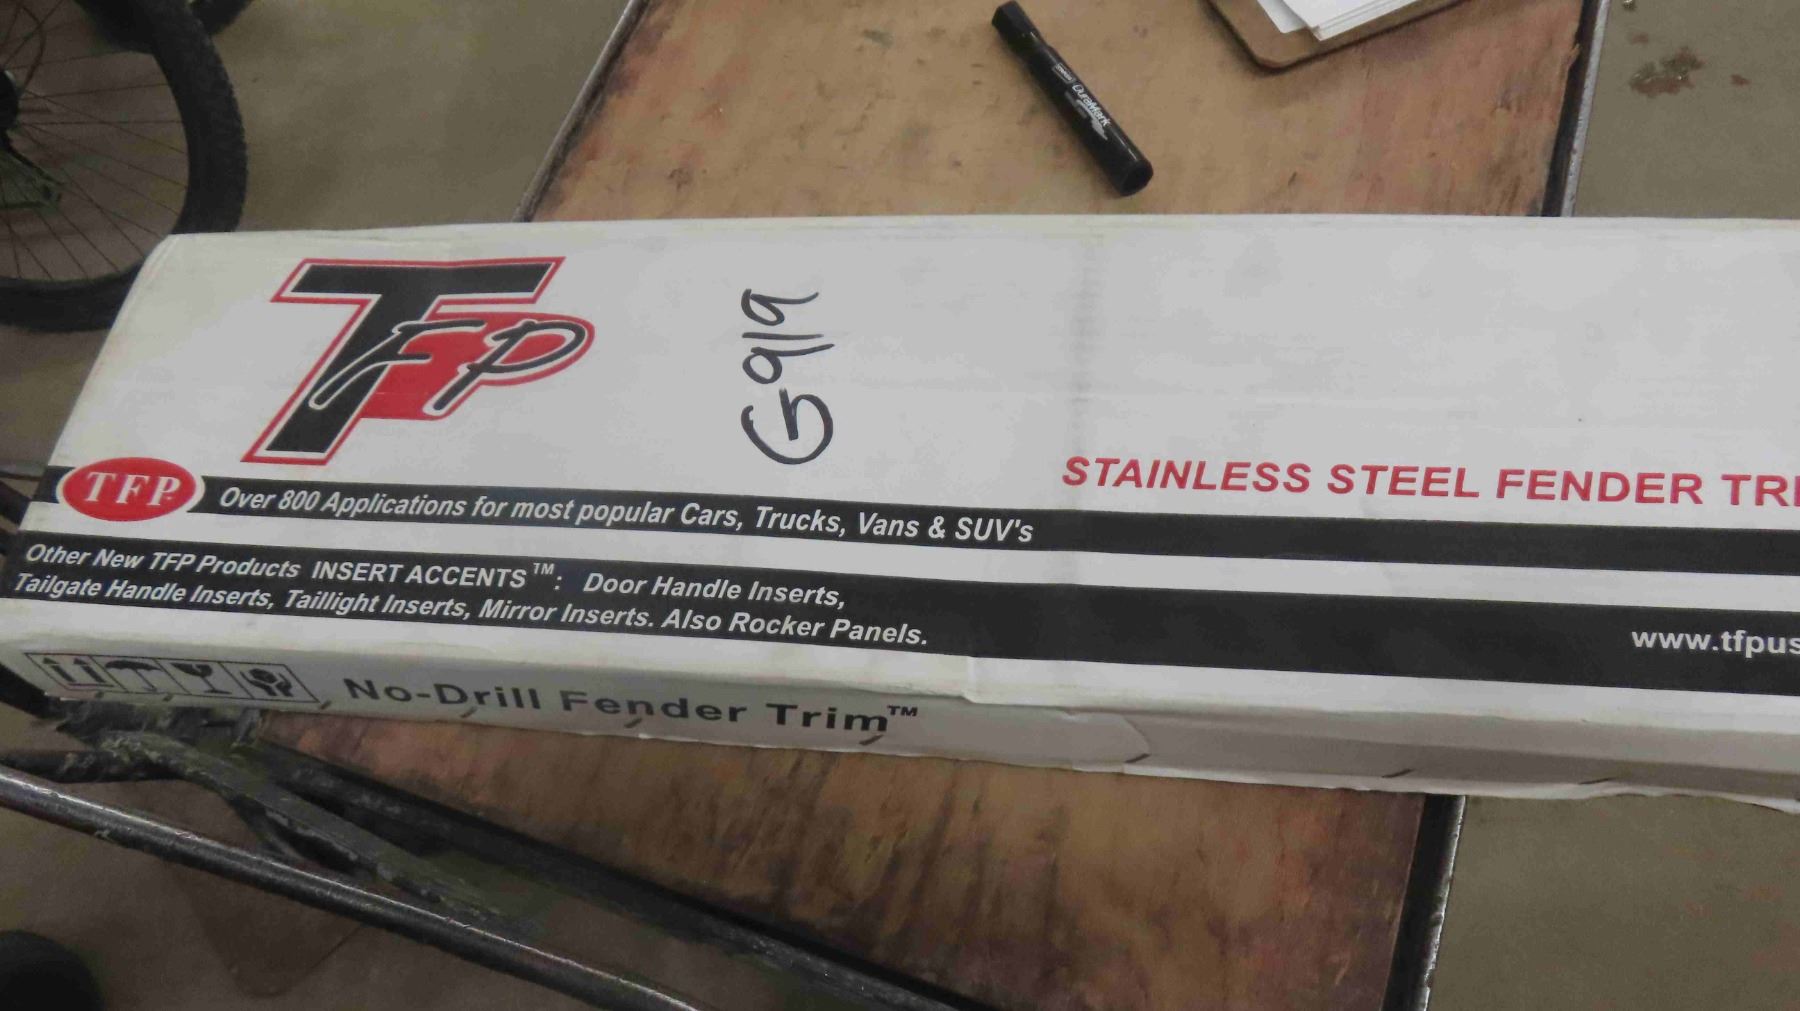 DuraMark
TFP
G919
STAINLESS STEEL FENDER TRI
TFP
Over 800 Applications for most popular Cars, Trucks, Vans & SUV's
Other New TFP Products INSERT ACCENTS™: Door Handle Inserts,
Tailgate Handle Inserts, Taillight Inserts, Mirror Inserts. Also Rocker Panels.
www.tfpus
No-Drill Fender Trim™